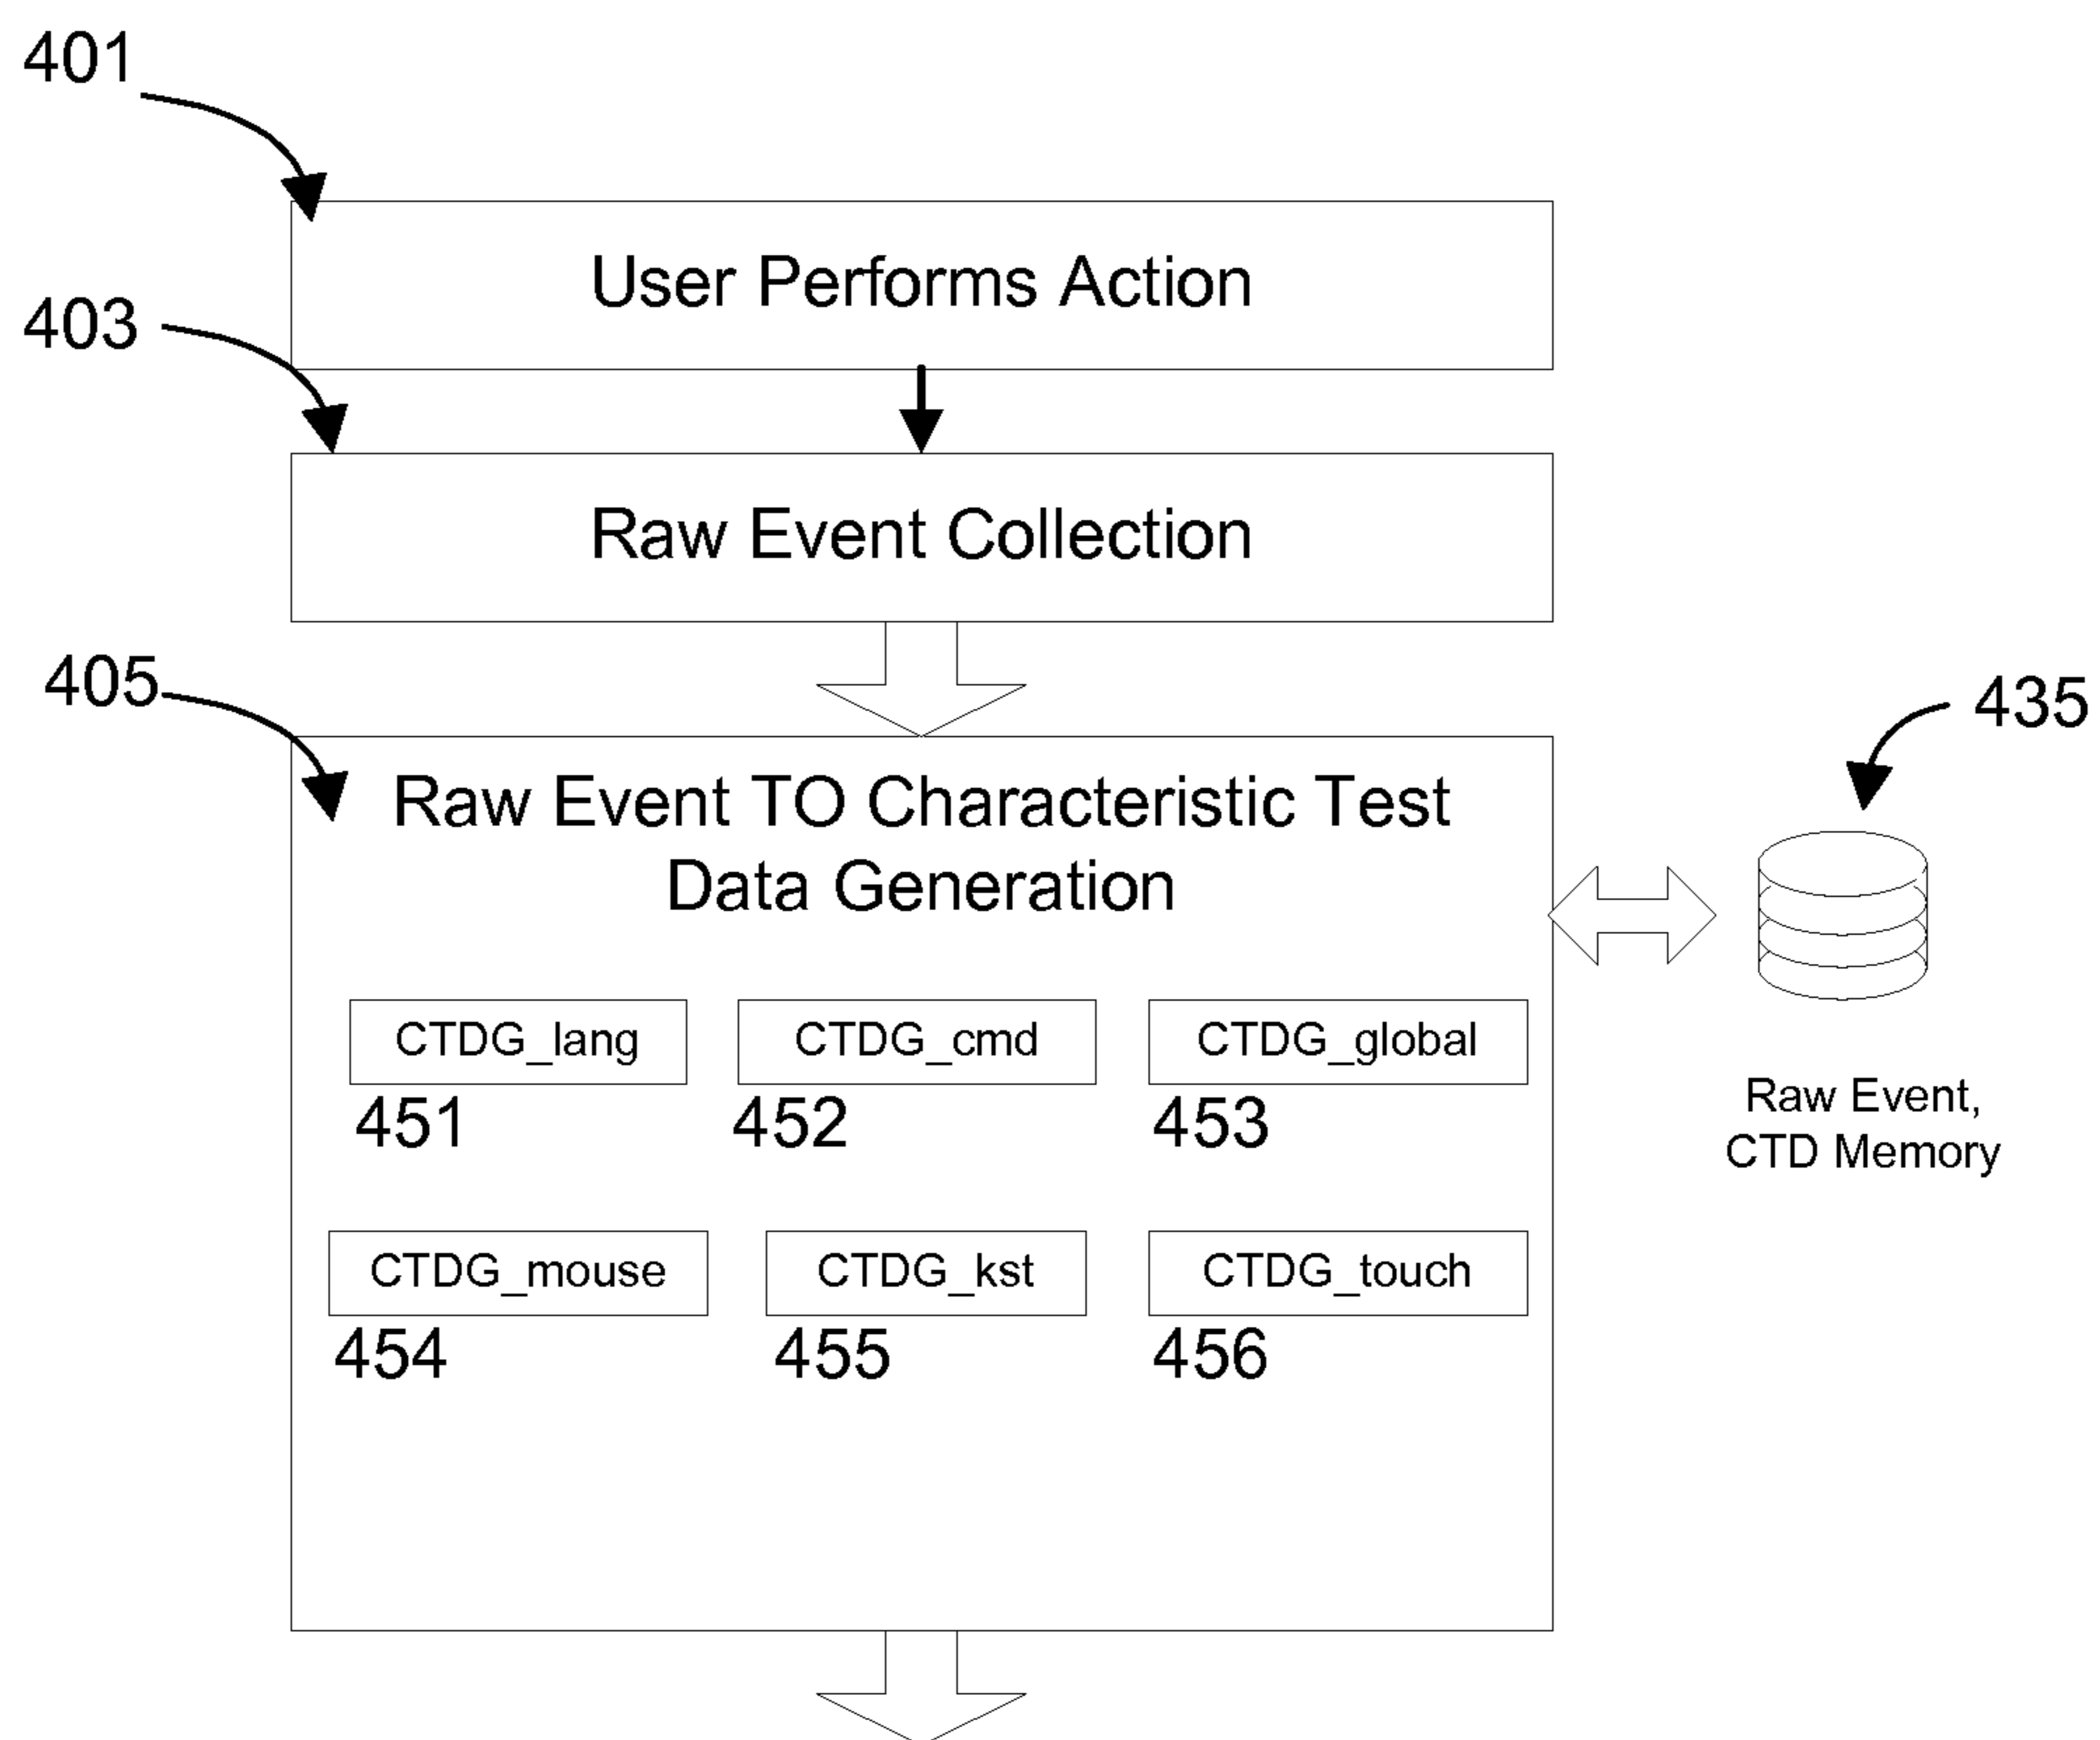 401
User Performs Action
403
Raw Event Collection
405
435
Raw Event TO Characteristic Test
Data Generation
CTDG_lang
CTDG_cmd
CTDG_global
451
452
453
Raw Event,
CTD Memory
CTDG_mouse
CTDG_kst
CTDG_touch
454
455
456